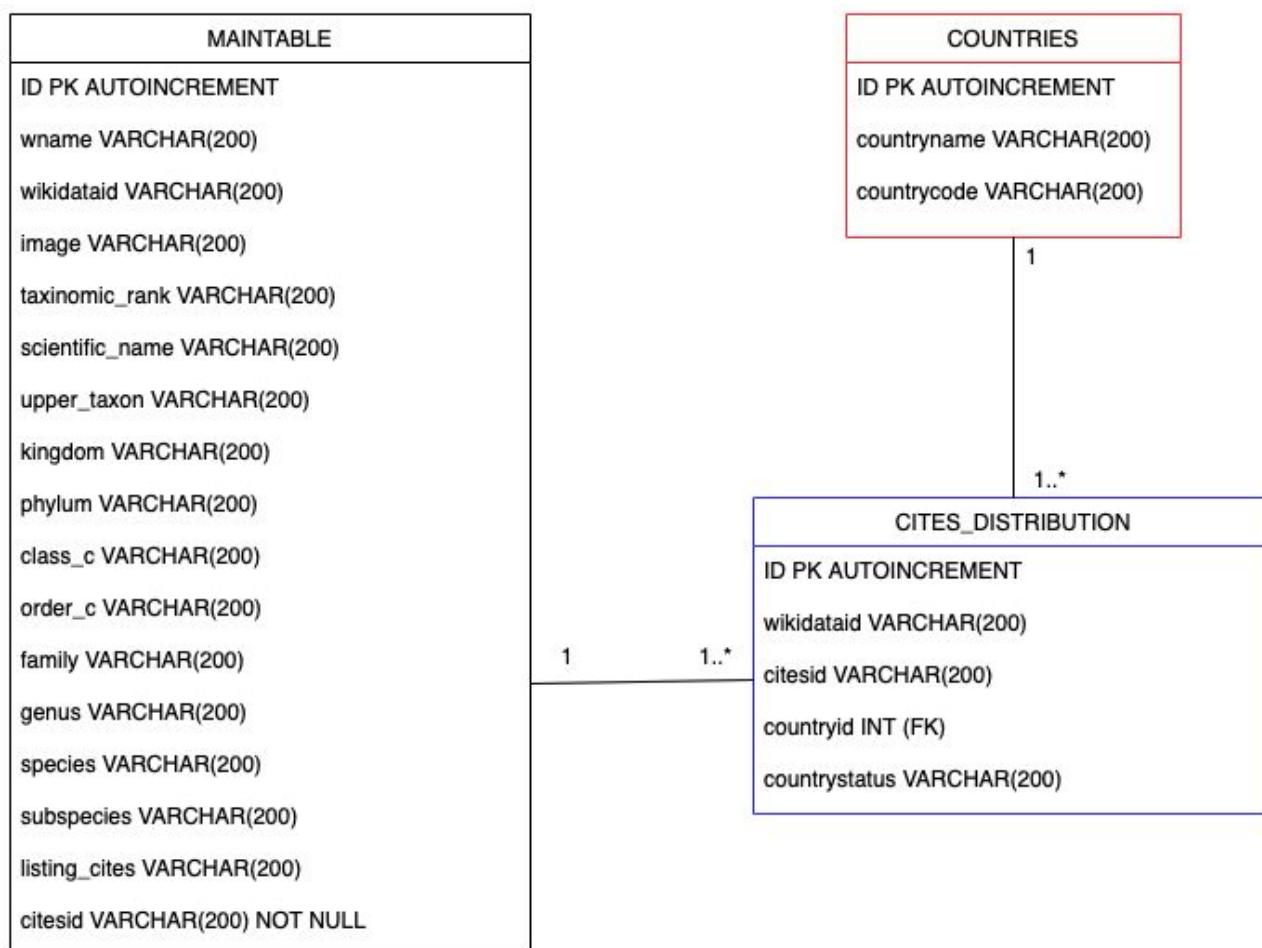 MAINTABLE
ID PK AUTOINCREMENT
wname VARCHAR(200)
wikidataid VARCHAR(200)
image VARCHAR(200)
taxinomic_rank VARCHAR(200)
scientific_name VARCHAR(200)
upper_taxon VARCHAR(200)
kingdom VARCHAR(200)
phylum VARCHAR(200)
class_c VARCHAR(200)
order_c VARCHAR(200)
family VARCHAR(200)
genus VARCHAR(200)
species VARCHAR(200)
subspecies VARCHAR(200)
listing_cites VARCHAR(200)
citesid VARCHAR(200) NOT NULL
COUNTRIES
ID PK AUTOINCREMENT
countryname VARCHAR(200)
countrycode VARCHAR(200)
1
1..*
1
1..*
CITES_DISTRIBUTION
ID PK AUTOINCREMENT
wikidataid VARCHAR(200)
citesid VARCHAR(200)
countryid INT (FK)
countrystatus VARCHAR(200)